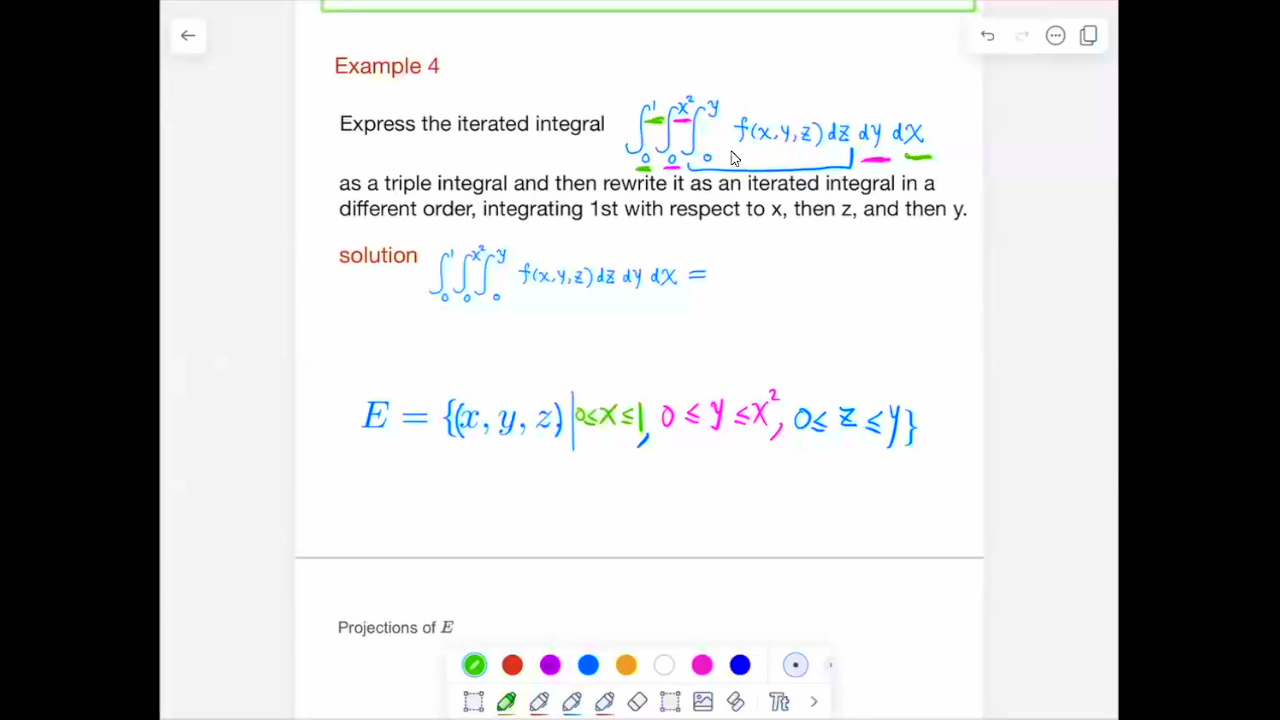 Example 4
Express the iterated integral ∫₀¹ ∫₀^{x²} ∫₀^y f(x,y,z) dz dy dx
as a triple integral and then rewrite it as an iterated integral in a
different order, integrating 1st with respect to x, then z, and then y.
solution ∫₀¹ ∫₀^{x²} ∫₀^y f(x,y,z) dz dy dx =
E = {(x, y, z) | 0 ≤ x ≤ 1, 0 ≤ y ≤ x², 0 ≤ z ≤ y}
Projections of E
Tt